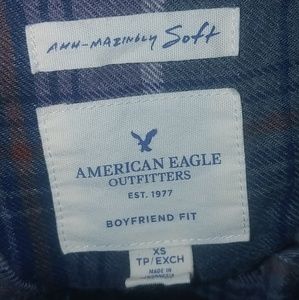 AHH-MAZINGLY Soft
AMERICAN EAGLE
OUTFITTERS
EST. 1977
BOYFRIEND FIT
XS
TP/EXCH
MADE IN